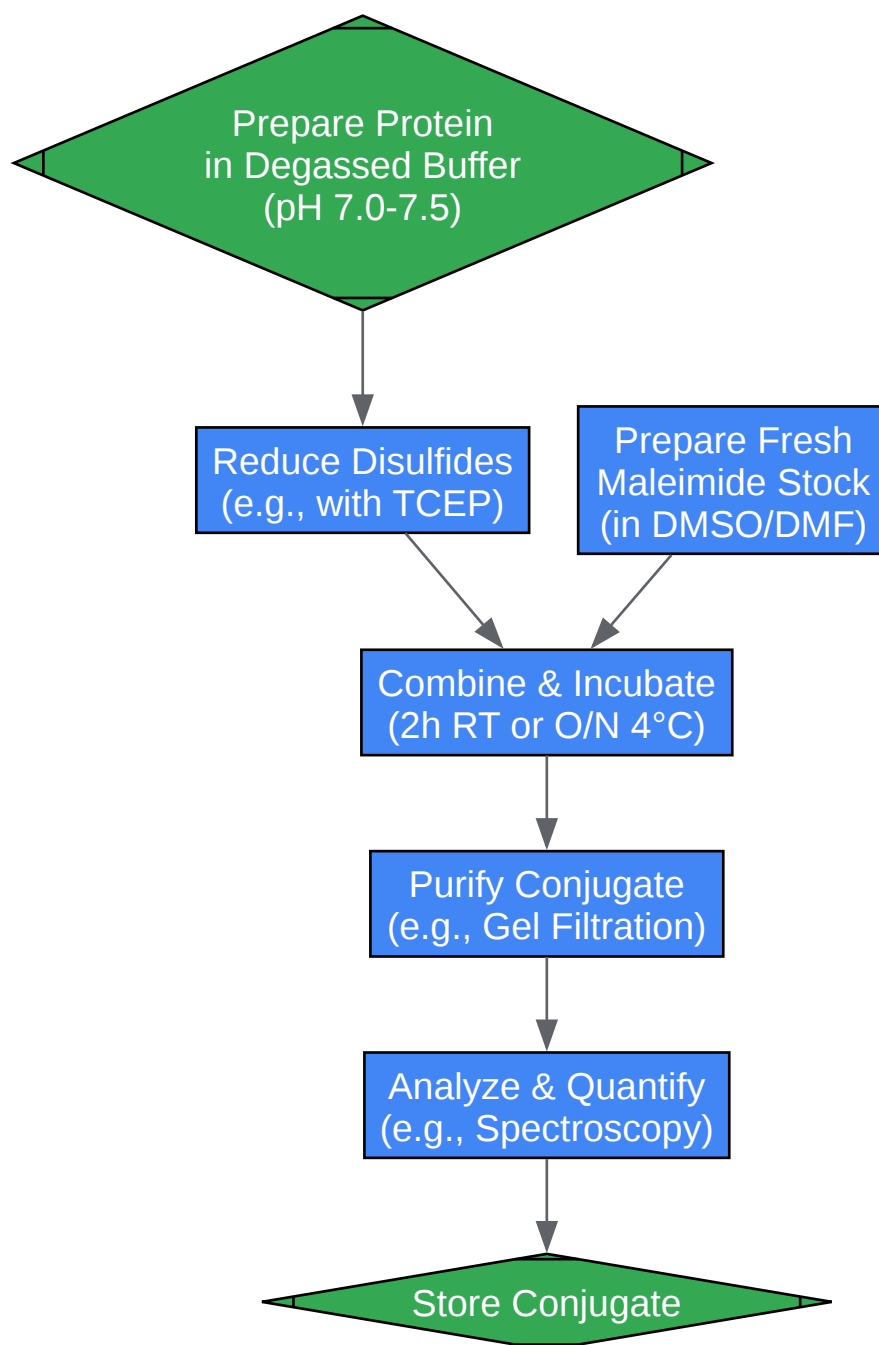 Prepare Protein
in Degassed Buffer
(pH 7.0-7.5)
Reduce Disulfides
(e.g., with TCEP)
Prepare Fresh
Maleimide Stock
(in DMSO/DMF)
Combine & Incubate
(2h RT or O/N 4°C)
Purify Conjugate
(e.g., Gel Filtration)
Analyze & Quantify
(e.g., Spectroscopy)
Store Conjugate